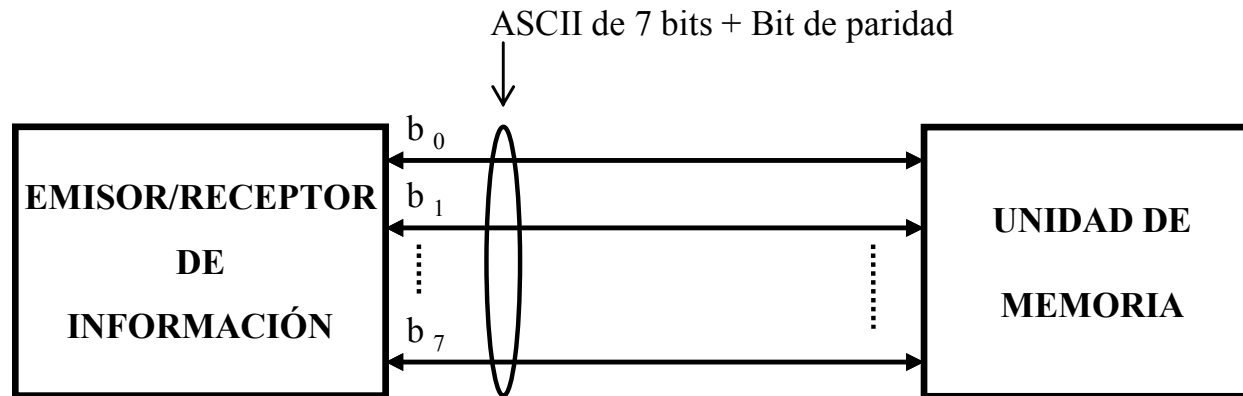 ASCII de 7 bits + Bit de paridad
b 0
b 1
b 7
EMISOR/RECEPTOR
DE
INFORMACIÓN
UNIDAD DE
MEMORIA